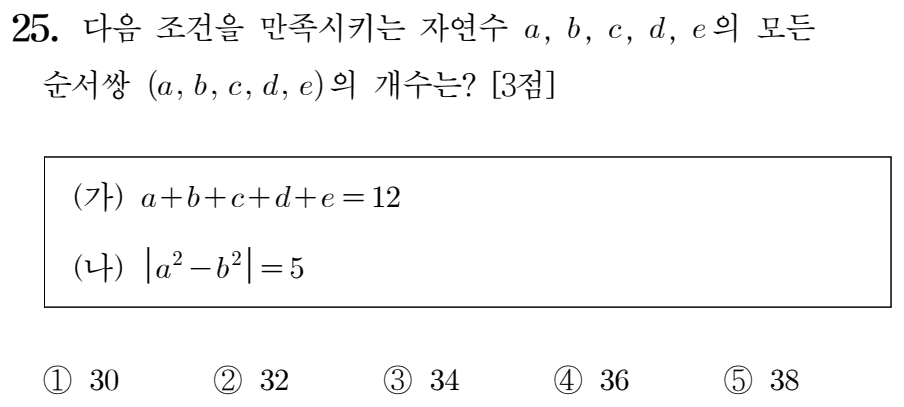 25. 다음 조건을 만족시키는 자연수 a, b, c, d, e의 모든
순서쌍 (a, b, c, d, e)의 개수는? [3점]
(가) a+b+c+d+e=12
(나) |a²-b²|=5
① 30 ② 32 ③ 34 ④ 36 ⑤ 38